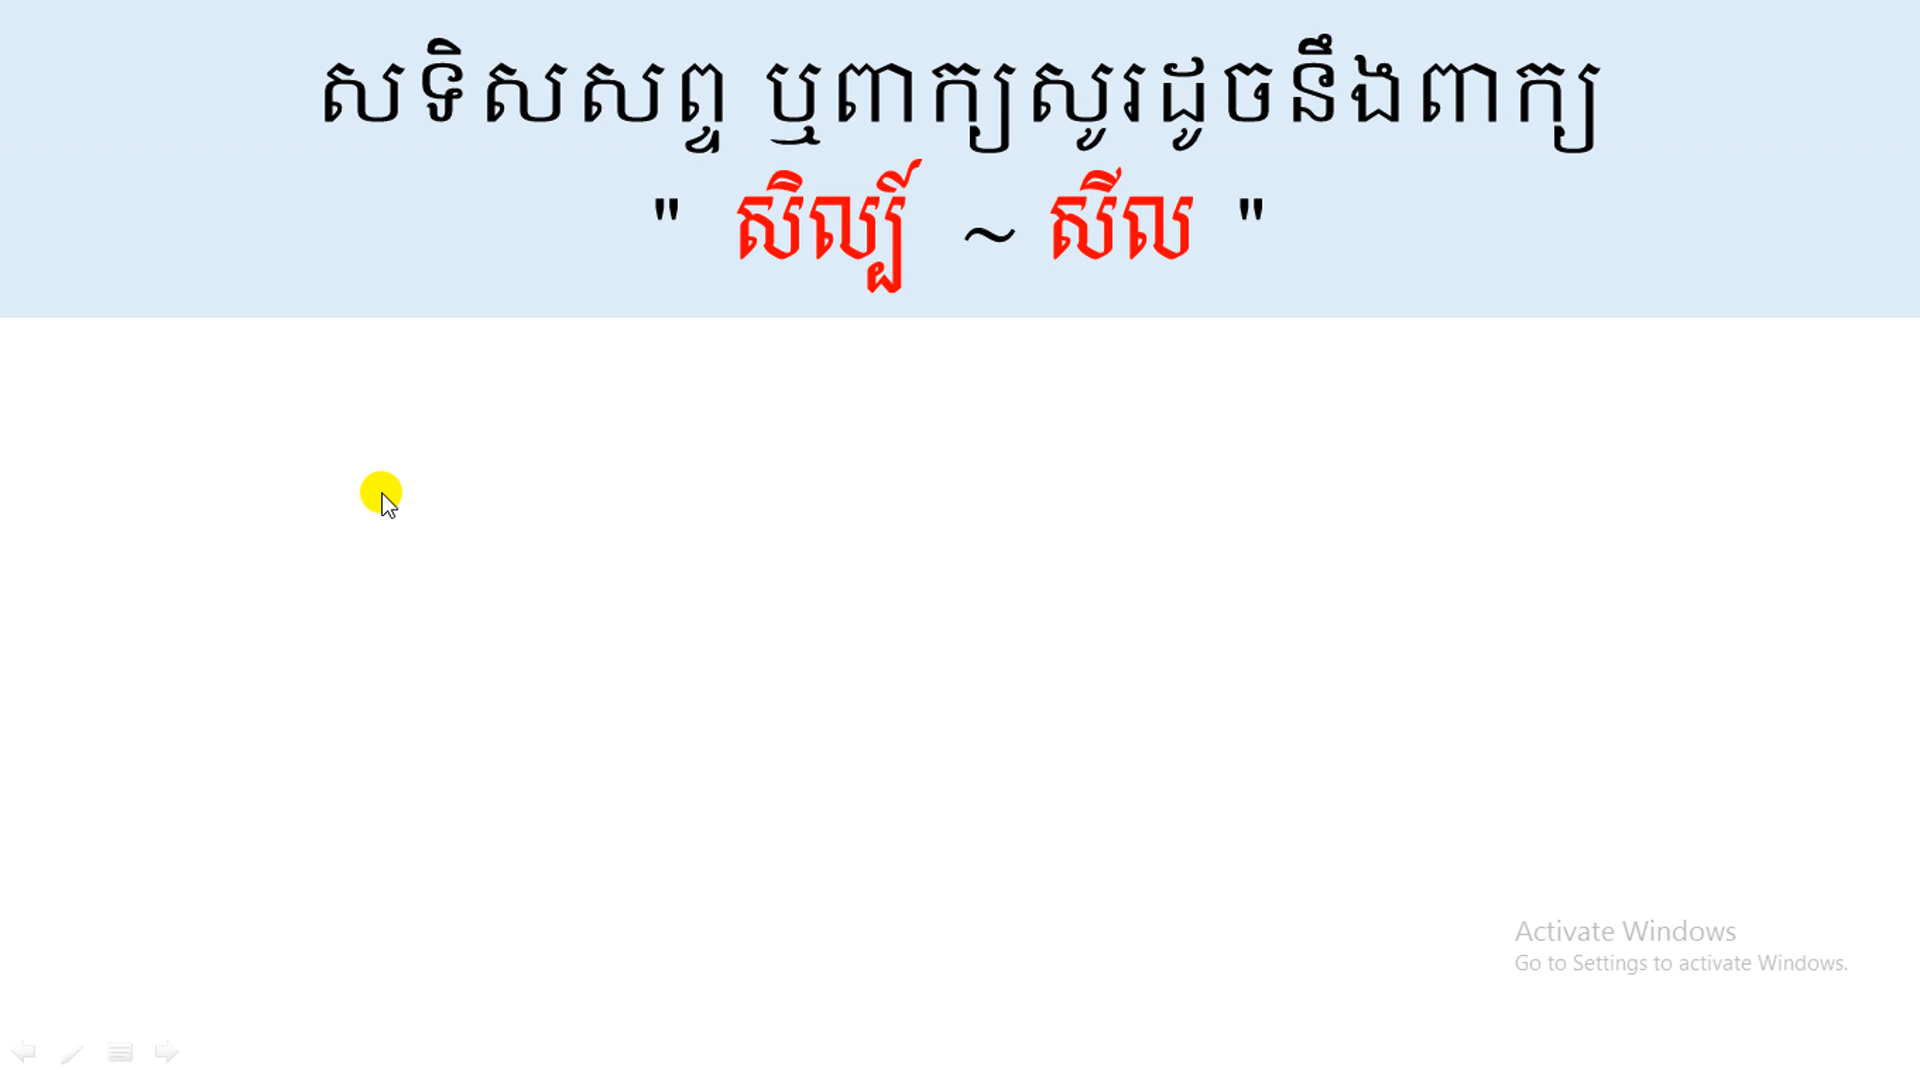 សទិសសព្ទ ឬពាក្យសូរដូចនឹងពាក្យ
" សិល្ប៍ ~ សីល "
Activate Windows
Go to Settings to activate Windows.